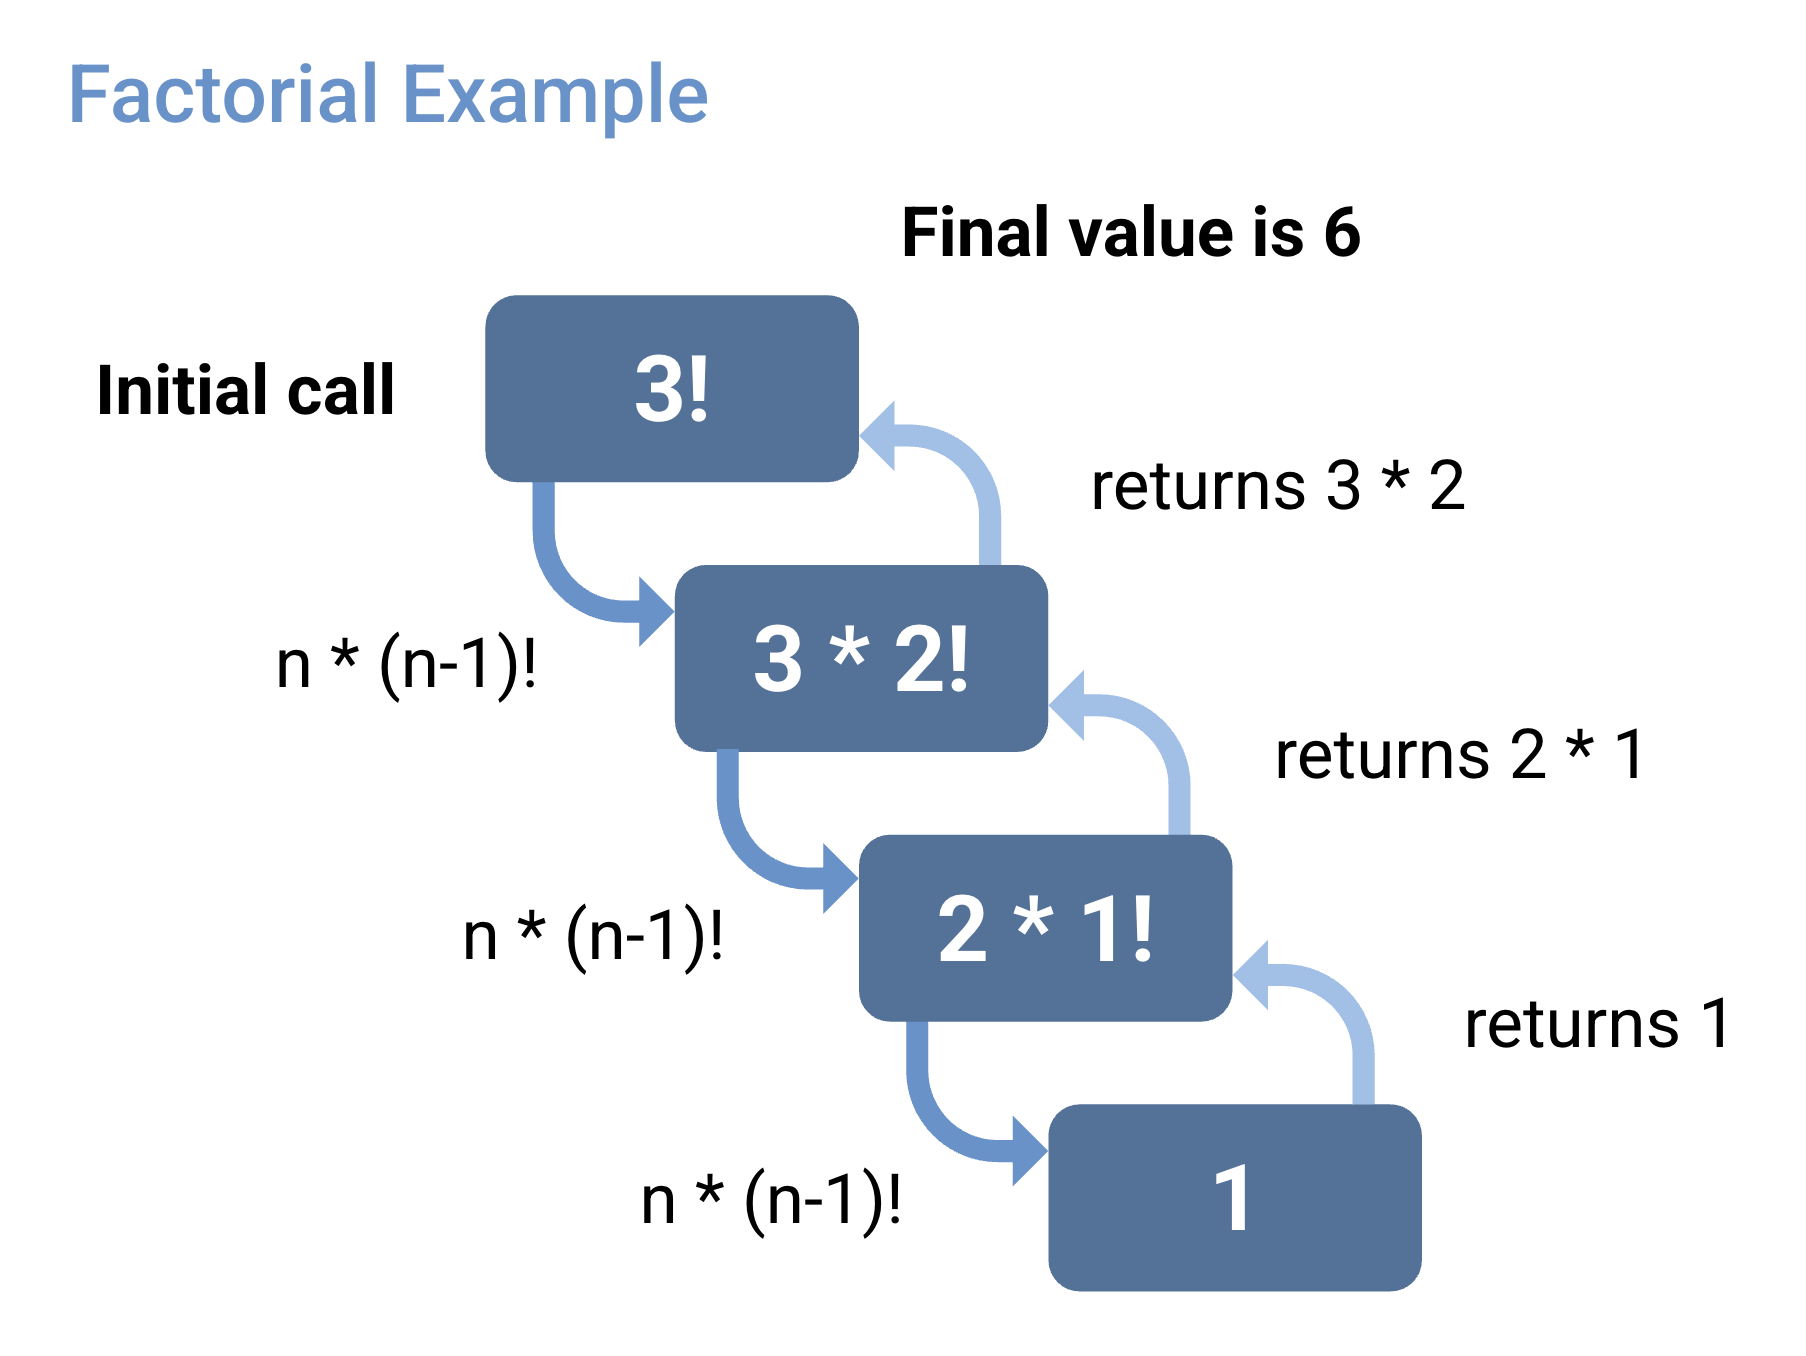 Factorial Example
Final value is 6
Initial call
3!
returns 3 * 2
n * (n-1)!
3 * 2!
returns 2 * 1
n * (n-1)!
2 * 1!
returns 1
n * (n-1)!
1